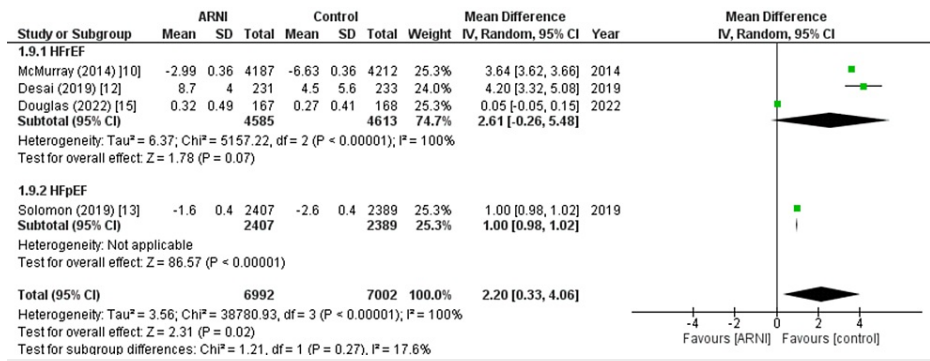 ARNI Control Mean Difference Mean Difference
Study or Subgroup Mean SD Total Mean SD Total Weight IV, Random, 95% CI Year IV, Random, 95% CI
1.9.1 HFrEF
McMurray (2014) ]10] -2.99 0.36 4187 -6.63 0.36 4212 25.3% 3.64 [3.62, 3.66] 2014
Desai (2019) [12] 8.7 4 231 4.5 5.6 233 24.0% 4.20 [3.32, 5.08] 2019
Douglas (2022) [15] 0.32 0.49 167 0.27 0.41 168 25.3% 0.05 [-0.05, 0.15] 2022
Subtotal (95% CI) 4585 4613 74.7% 2.61 [-0.26, 5.48]
Heterogeneity: Tau² = 6.37; Chi² = 5157.22, df = 2 (P < 0.00001); I² = 100%
Test for overall effect: Z = 1.78 (P = 0.07)
1.9.2 HFpEF
Solomon (2019) [13] -1.6 0.4 2407 -2.6 0.4 2389 25.3% 1.00 [0.98, 1.02] 2019
Subtotal (95% CI) 2407 2389 25.3% 1.00 [0.98, 1.02]
Heterogeneity: Not applicable
Test for overall effect: Z = 86.57 (P < 0.00001)
Total (95% CI) 6992 7002 100.0% 2.20 [0.33, 4.06]
Heterogeneity: Tau² = 3.56; Chi² = 38780.93, df = 3 (P < 0.00001); I² = 100%
Test for overall effect: Z = 2.31 (P = 0.02)
Test for subgroup differences: Chi² = 1.21, df = 1 (P = 0.27), I² = 17.6%
-4 -2 0 2 4
Favours [ARNI] Favours [control]